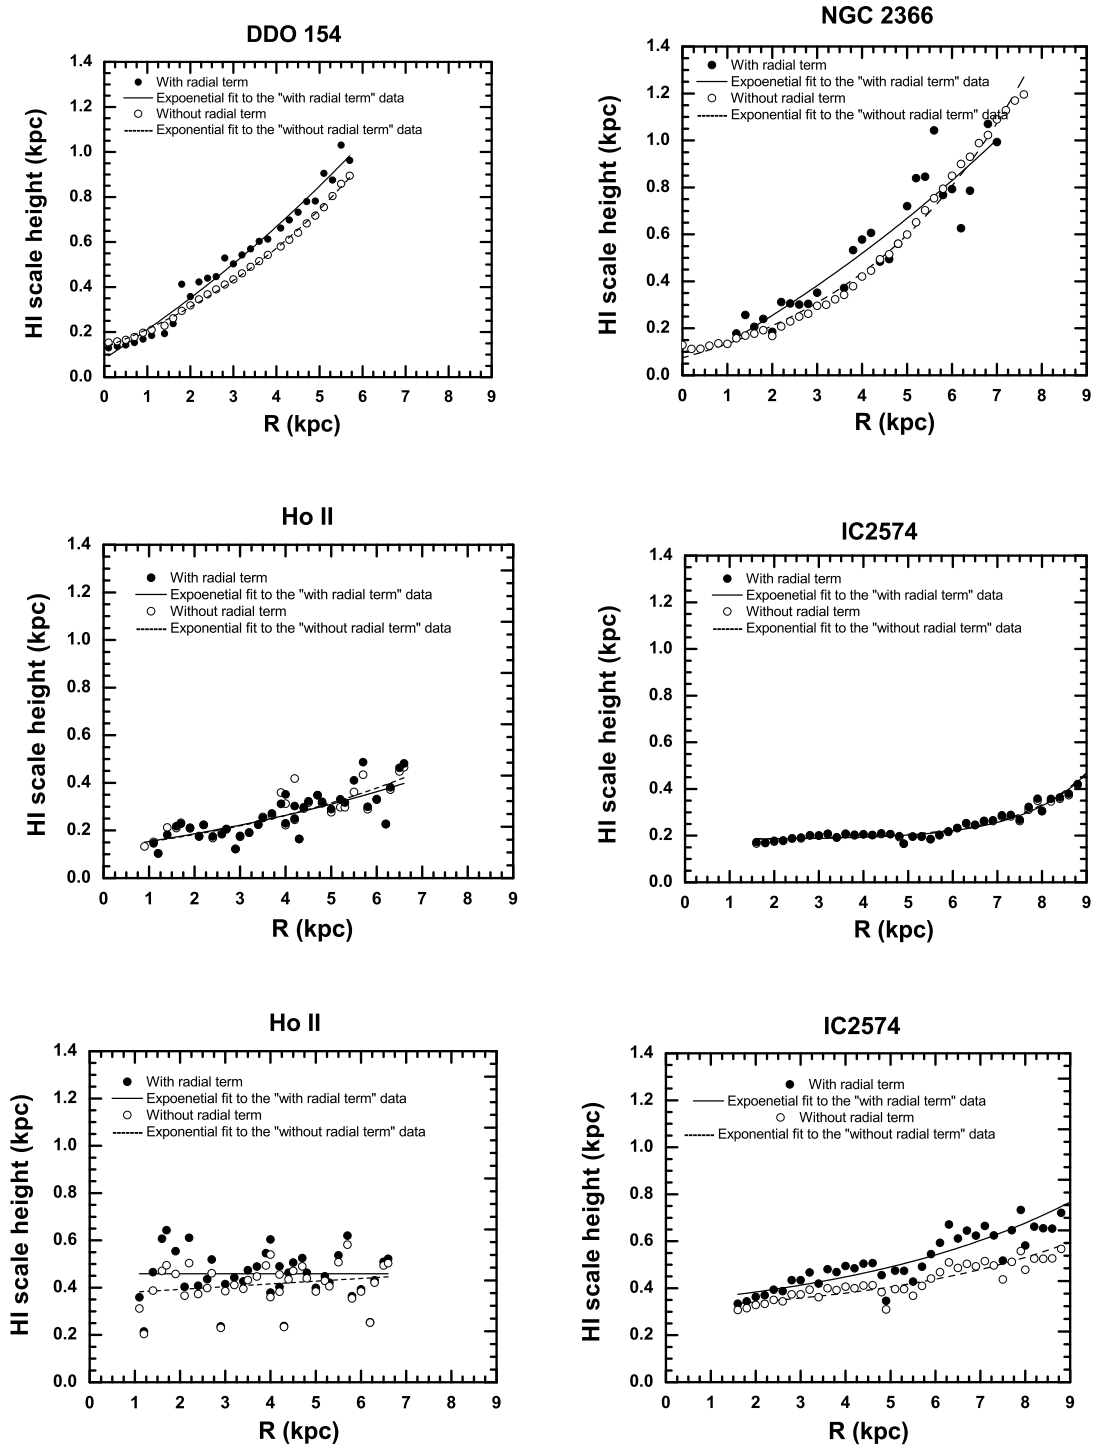 DDO 154
With radial term
Expoenetial fit to the "with radial term" data
Without radial term
Exponential fit to the "without radial term" data
1.4
1.2
1.0
0.8
0.6
0.4
0.2
0.0
HI scale height (kpc)
0 1 2 3 4 5 6 7 8 9
R (kpc)
NGC 2366
With radial term
Expoenetial fit to the "with radial term" data
Without radial term
Exponential fit to the "without radial term" data
1.4
1.2
1.0
0.8
0.6
0.4
0.2
0.0
HI scale height (kpc)
0 1 2 3 4 5 6 7 8 9
R (kpc)
Ho II
With radial term
Expoenetial fit to the "with radial term" data
Without radial term
Exponential fit to the "without radial term" data
1.4
1.2
1.0
0.8
0.6
0.4
0.2
0.0
HI scale height (kpc)
0 1 2 3 4 5 6 7 8 9
R (kpc)
IC2574
With radial term
Expoenetial fit to the "with radial term" data
Without radial term
Exponential fit to the "without radial term" data
1.4
1.2
1.0
0.8
0.6
0.4
0.2
0.0
HI scale height (kpc)
0 1 2 3 4 5 6 7 8 9
R (kpc)
Ho II
With radial term
Expoenetial fit to the "with radial term" data
Without radial term
Exponential fit to the "without radial term" data
1.4
1.2
1.0
0.8
0.6
0.4
0.2
0.0
HI scale height (kpc)
0 1 2 3 4 5 6 7 8 9
R (kpc)
IC2574
With radial term
Expoenetial fit to the "with radial term" data
Without radial term
Exponential fit to the "without radial term" data
1.4
1.2
1.0
0.8
0.6
0.4
0.2
0.0
HI scale height (kpc)
0 1 2 3 4 5 6 7 8 9
R (kpc)